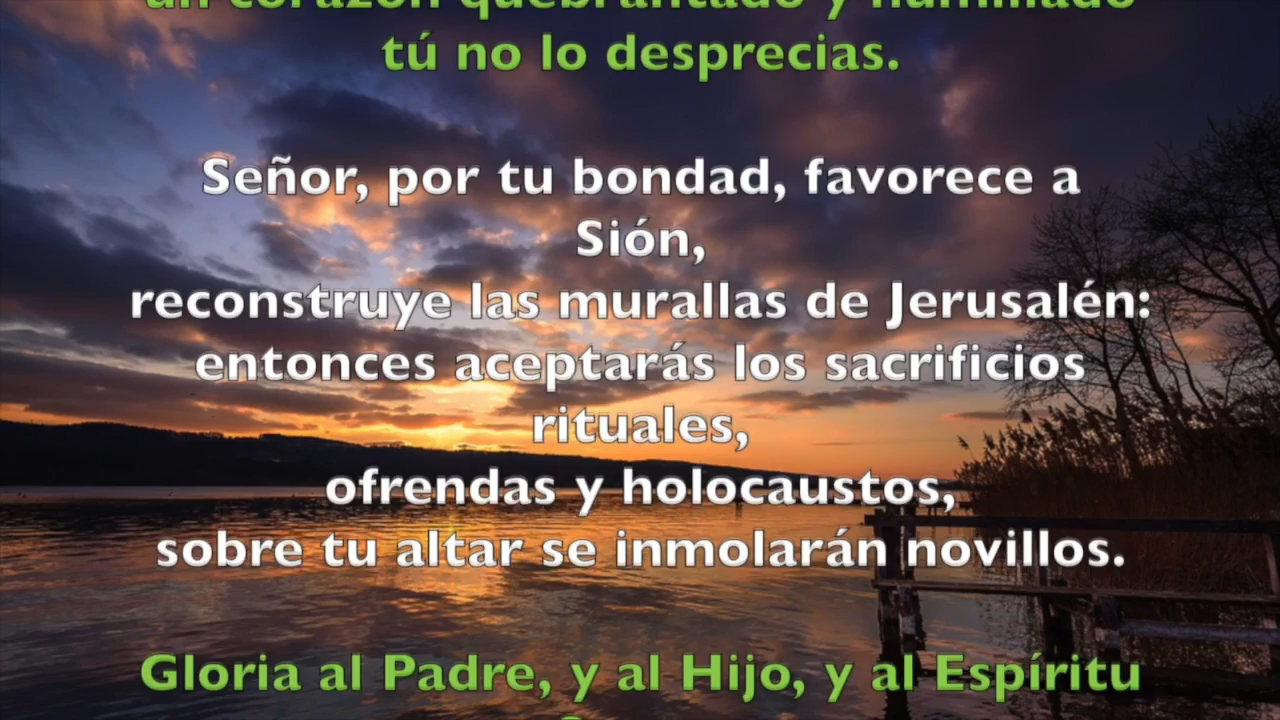 un corazón quebrantado y humillado
tú no lo desprecias.
Señor, por tu bondad, favorece a
Sión,
reconstruye las murallas de Jerusalén:
entonces aceptarás los sacrificios
rituales,
ofrendas y holocaustos,
sobre tu altar se inmolarán novillos.
Gloria al Padre, y al Hijo, y al Espíritu